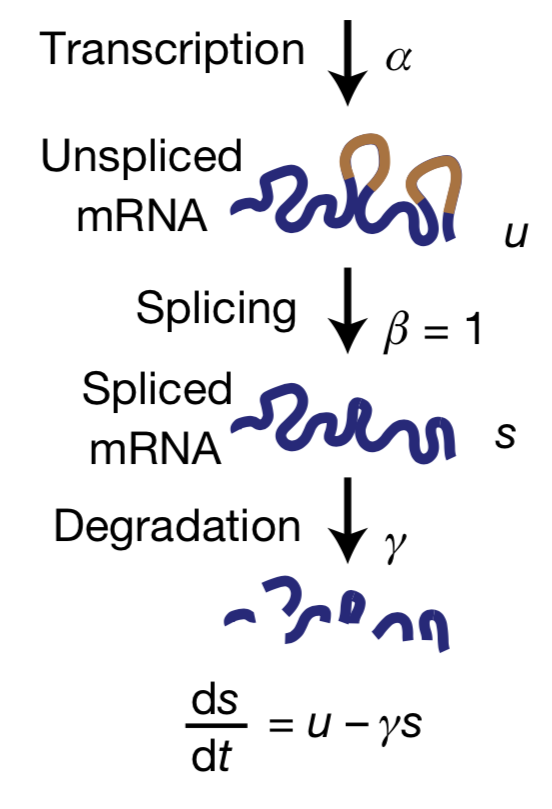 Transcription
α
Unspliced
mRNA
u
Splicing
β = 1
Spliced
mRNA
s
Degradation
γ
ds
dt
= u − γs